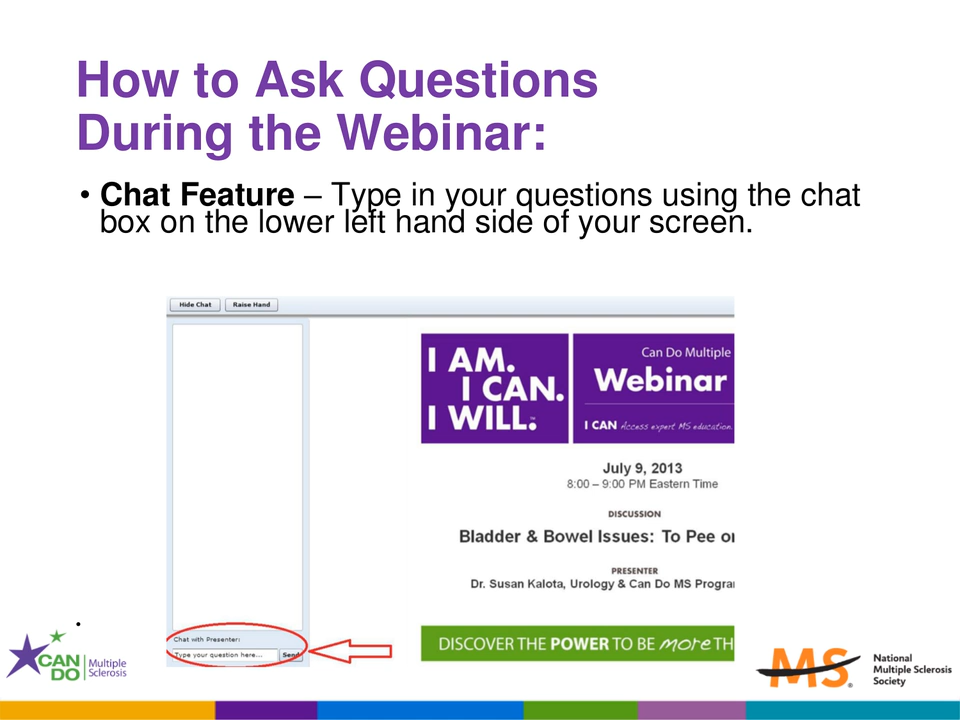 How to Ask Questions
During the Webinar:
• Chat Feature – Type in your questions using the chat
box on the lower left hand side of your screen.
Hide Chat Raise Hand
I AM.
I CAN.
I WILL.
Can Do Multiple
Webinar
I CAN Access expert MS education.
July 9, 2013
8:00 – 9:00 PM Eastern Time
DISCUSSION
Bladder & Bowel Issues: To Pee or
PRESENTER
Dr. Susan Kalota, Urology & Can Do MS Progra
•
Chat with Presenter:
Type your question here... Send
DISCOVER THE POWER TO BE more TH
CAN
DO
Multiple
Sclerosis
MS
National
Multiple Sclerosis
Society